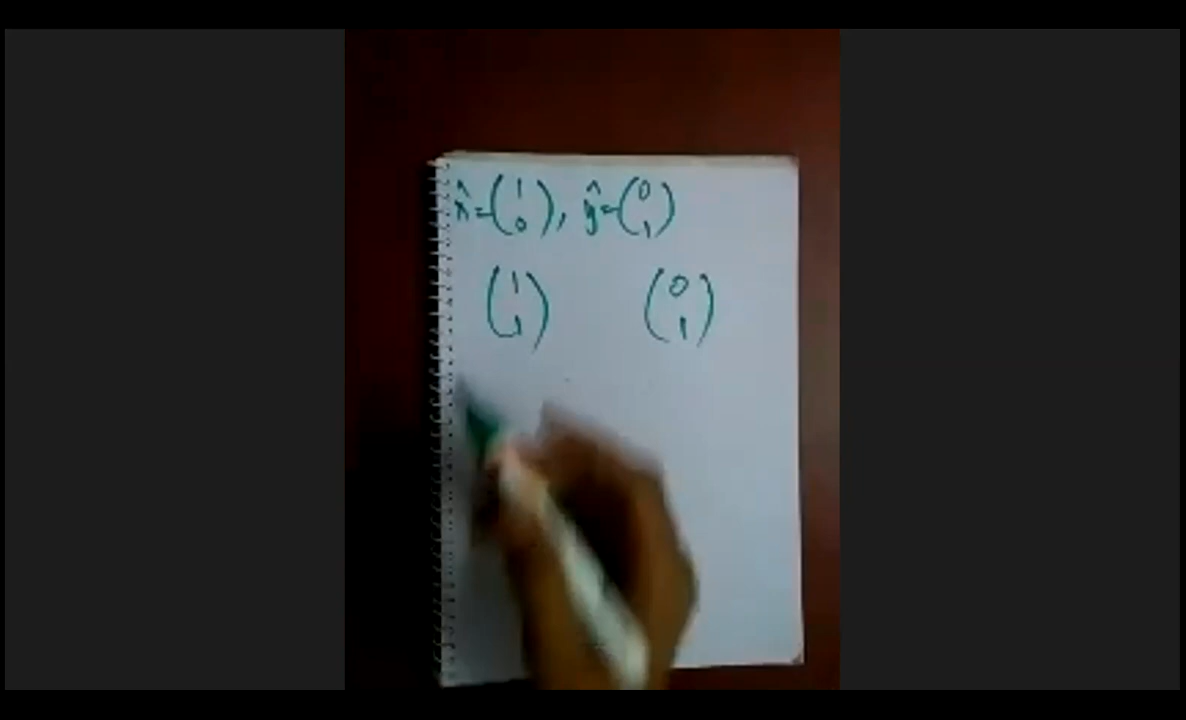 x̂ = (1 0), ŷ = (0 1)
(1 1) (0 1)